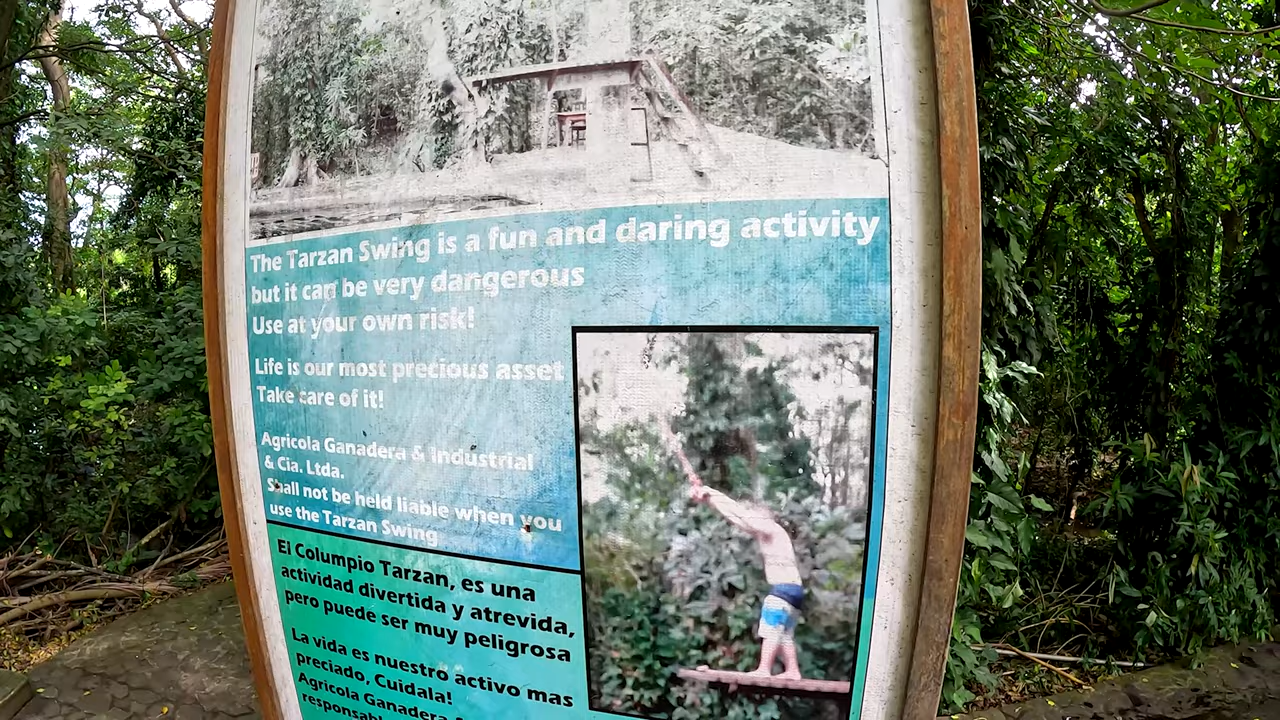 The Tarzan Swing is a fun and daring activity
but it can be very dangerous
Use at your own risk!
Life is our most precious asset
Take care of it!
Agricola Ganadera & Industrial
& Cia. Ltda.
Shall not be held liable when you
use the Tarzan Swing
El Columpio Tarzan, es una
actividad divertida y atrevida,
pero puede ser muy peligrosa
La vida es nuestro activo mas
preciado, Cuidala!
Agricola Ganadera